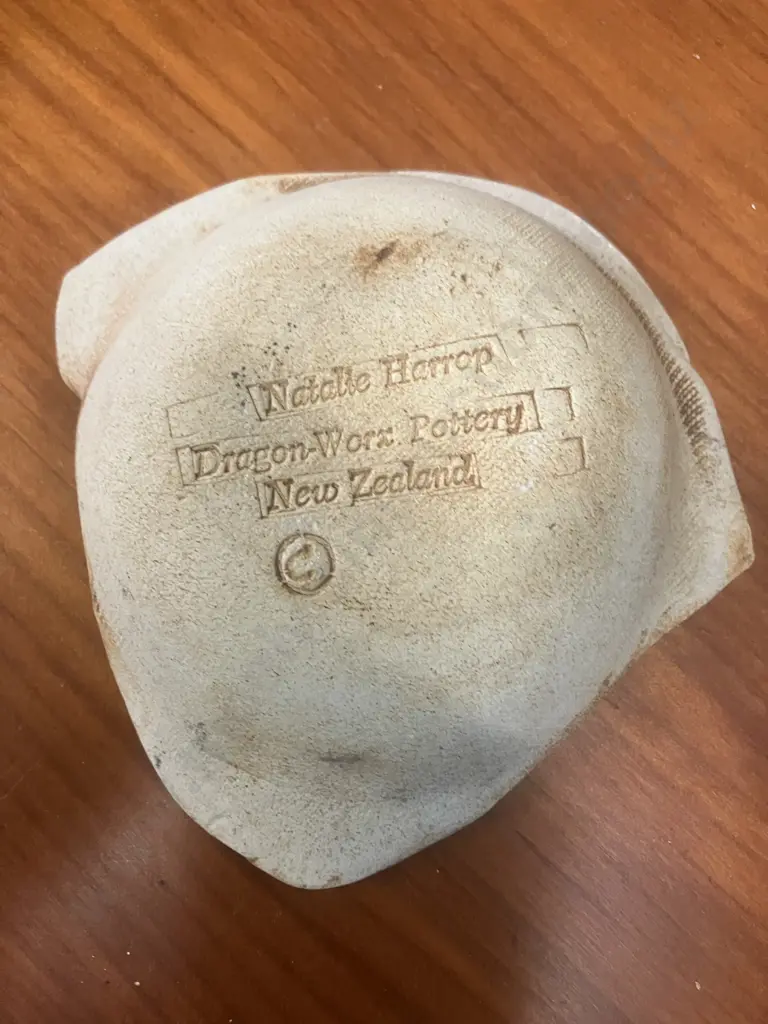 Natalie Harrop
Dragon-Worx Pottery
New Zealand